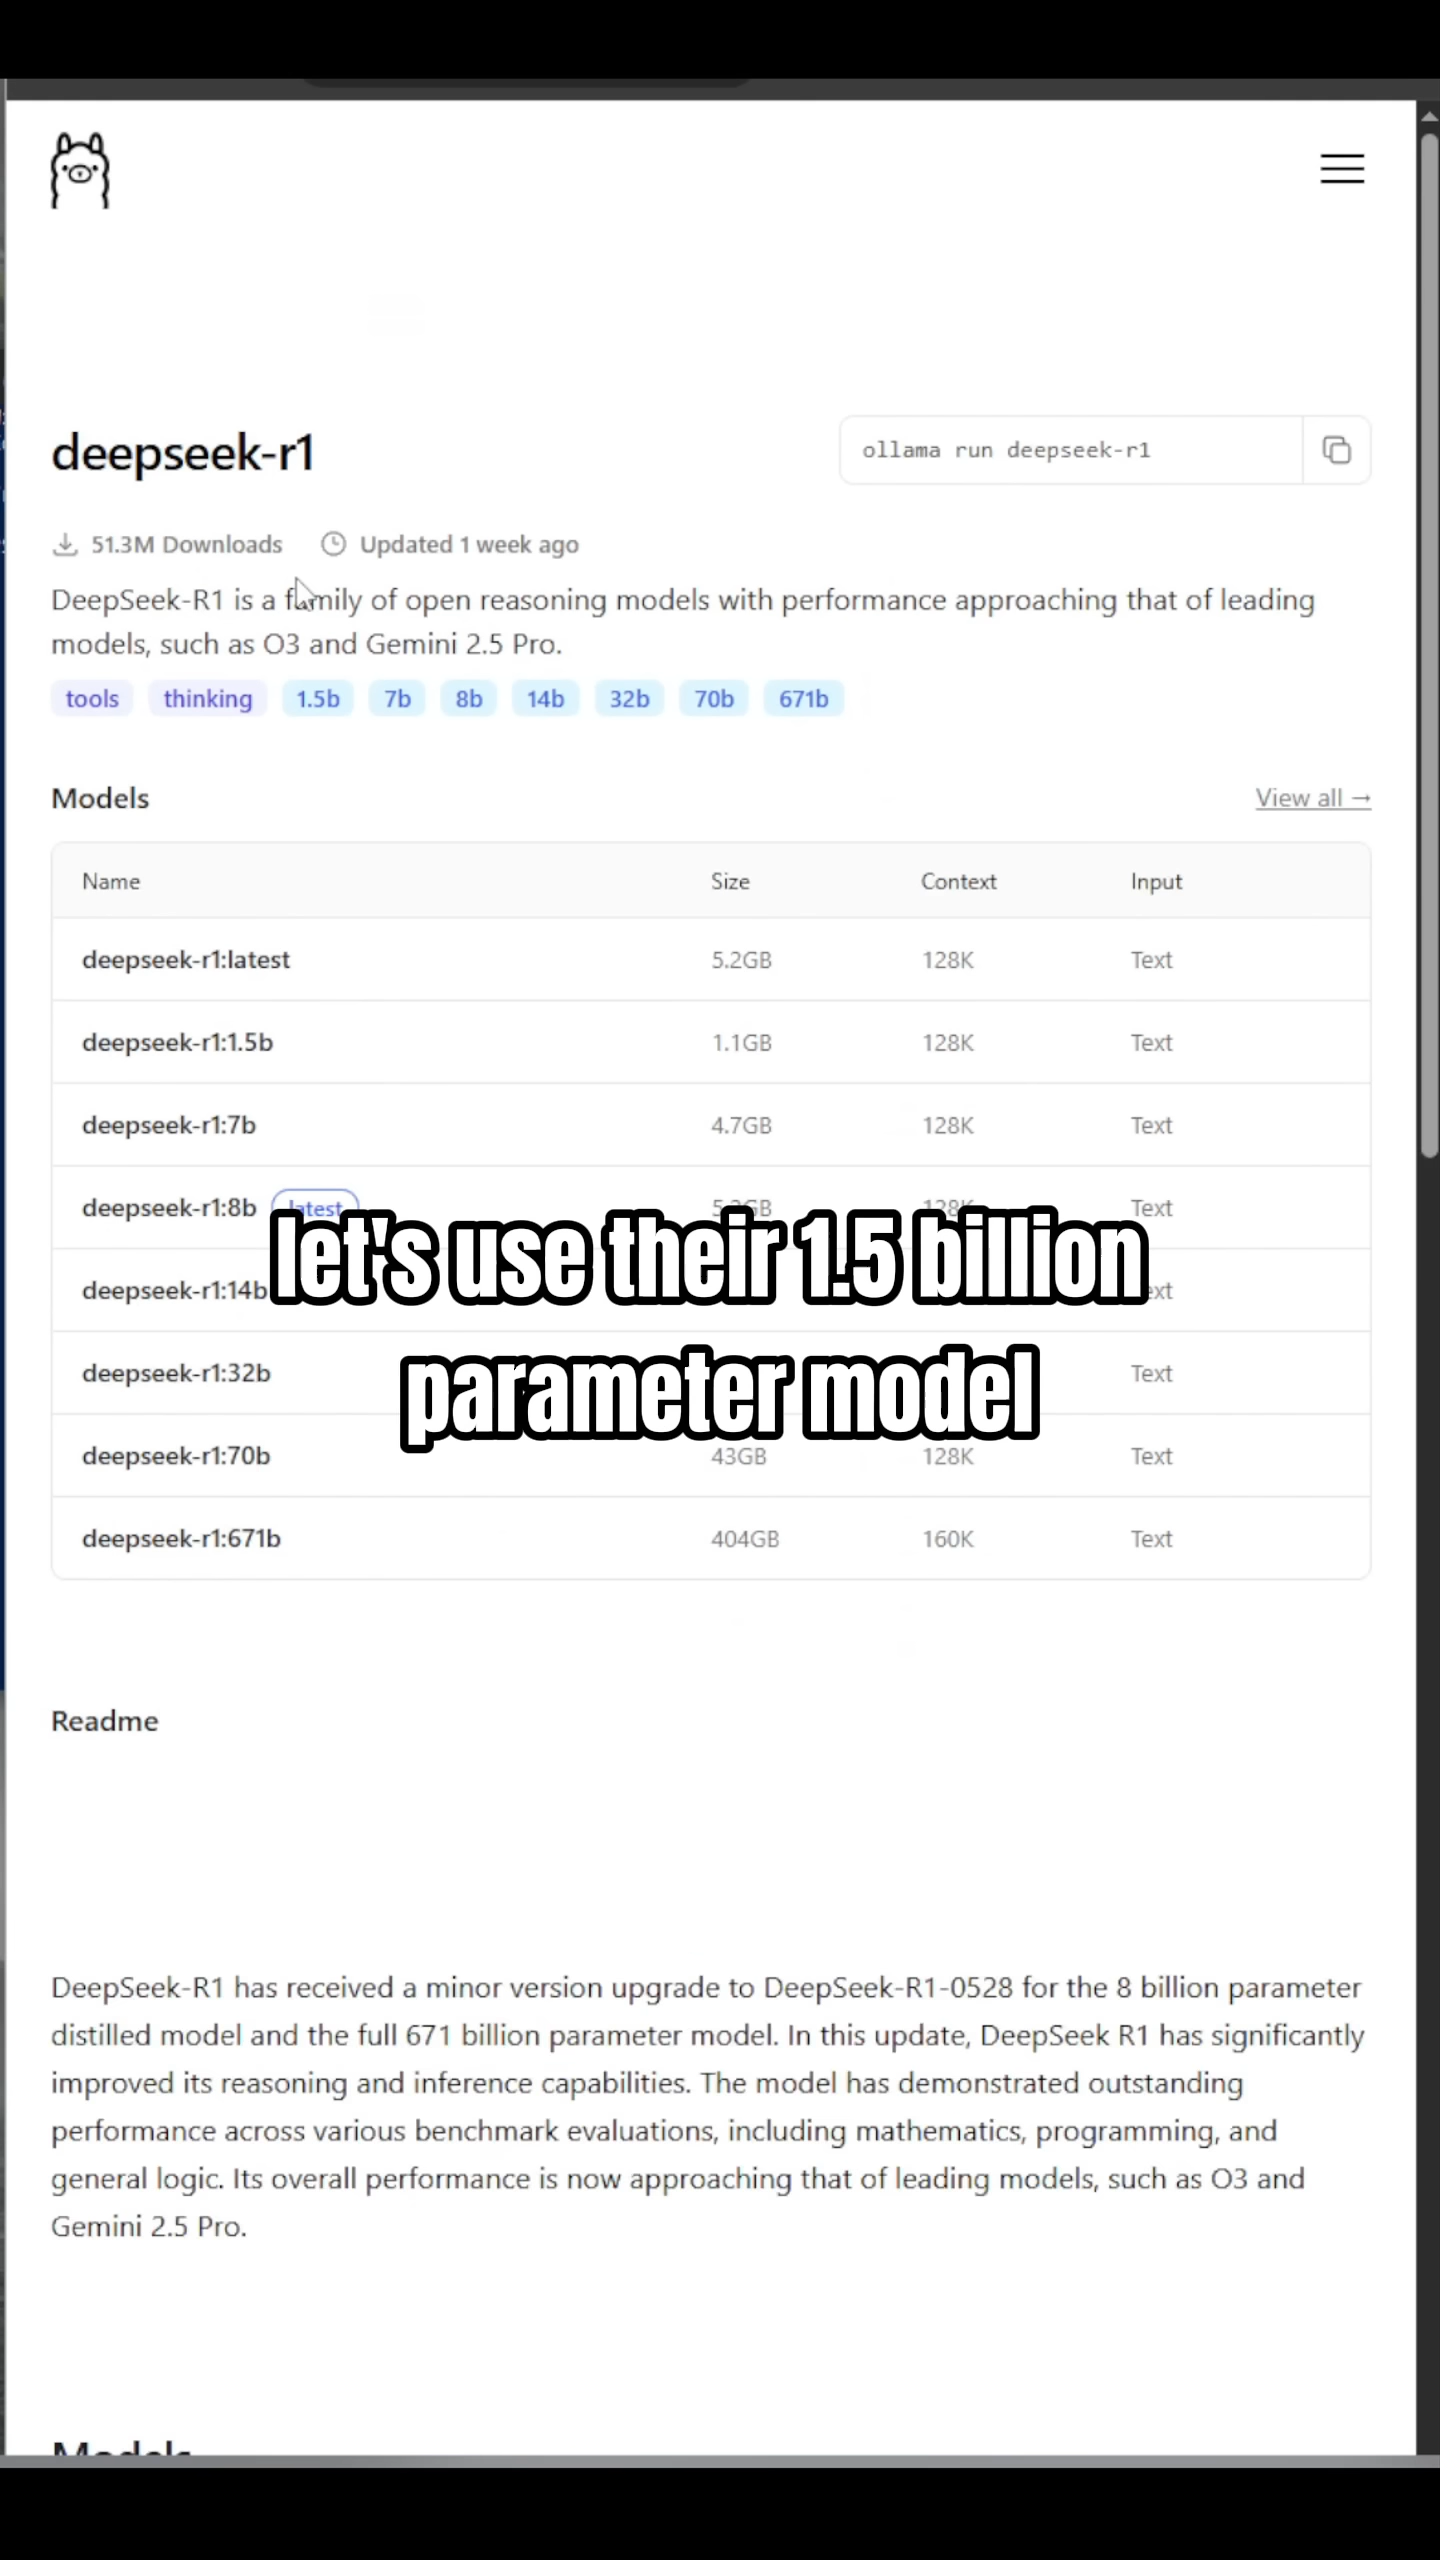 deepseek-r1
ollama run deepseek-r1
51.3M Downloads Updated 1 week ago
DeepSeek-R1 is a family of open reasoning models with performance approaching that of leading
models, such as O3 and Gemini 2.5 Pro.
tools thinking 1.5b 7b 8b 14b 32b 70b 671b
Models View all →
Name Size Context Input
deepseek-r1:latest 5.2GB 128K Text
deepseek-r1:1.5b 1.1GB 128K Text
deepseek-r1:7b 4.7GB 128K Text
deepseek-r1:8b latest 5.2GB 128K Text
let's use their 1.5 billion
deepseek-r1:14b
deepseek-r1:32b Text
parameter model
deepseek-r1:70b 43GB 128K Text
deepseek-r1:671b 404GB 160K Text
Readme
DeepSeek-R1 has received a minor version upgrade to DeepSeek-R1-0528 for the 8 billion parameter
distilled model and the full 671 billion parameter model. In this update, DeepSeek R1 has significantly
improved its reasoning and inference capabilities. The model has demonstrated outstanding
performance across various benchmark evaluations, including mathematics, programming, and
general logic. Its overall performance is now approaching that of leading models, such as O3 and
Gemini 2.5 Pro.
Models